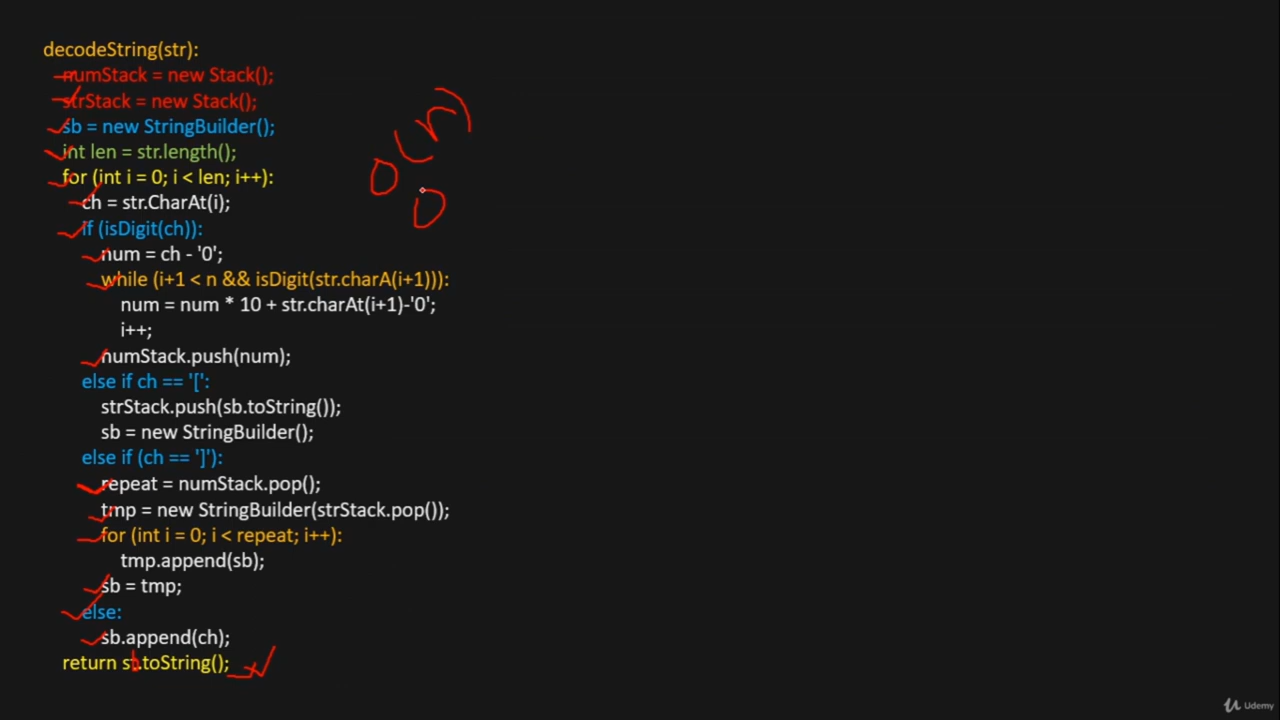 decodeString(str):
numStack = new Stack();
strStack = new Stack();
sb = new StringBuilder();
int len = str.length();
for (int i = 0; i < len; i++):
ch = str.CharAt(i);
if (isDigit(ch)):
num = ch - '0';
while (i+1 < n && isDigit(str.charA(i+1))):
num = num * 10 + str.charAt(i+1)-'0';
i++;
numStack.push(num);
else if ch == '[':
strStack.push(sb.toString());
sb = new StringBuilder();
else if (ch == ']'):
repeat = numStack.pop();
tmp = new StringBuilder(strStack.pop());
for (int i = 0; i < repeat; i++):
tmp.append(sb);
sb = tmp;
else:
sb.append(ch);
return sb.toString();
O(n)
O
Udemy